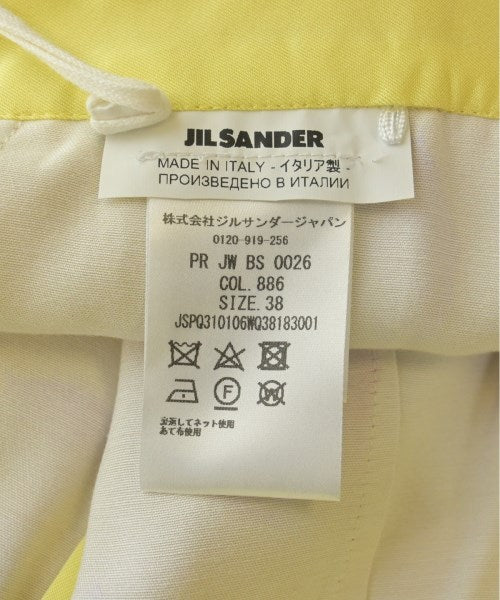 JIL SANDER
MADE IN ITALY - イタリア製 -
ПРОИЗВЕДЕНО В ИТАЛИИ
株式会社ジルサンダージャパン
0120-919-256
PR JW BS 0026
COL. 886
SIZE. 38
JSPQ310106WQ38183001
F
W
裏返してネット使用
あて布使用